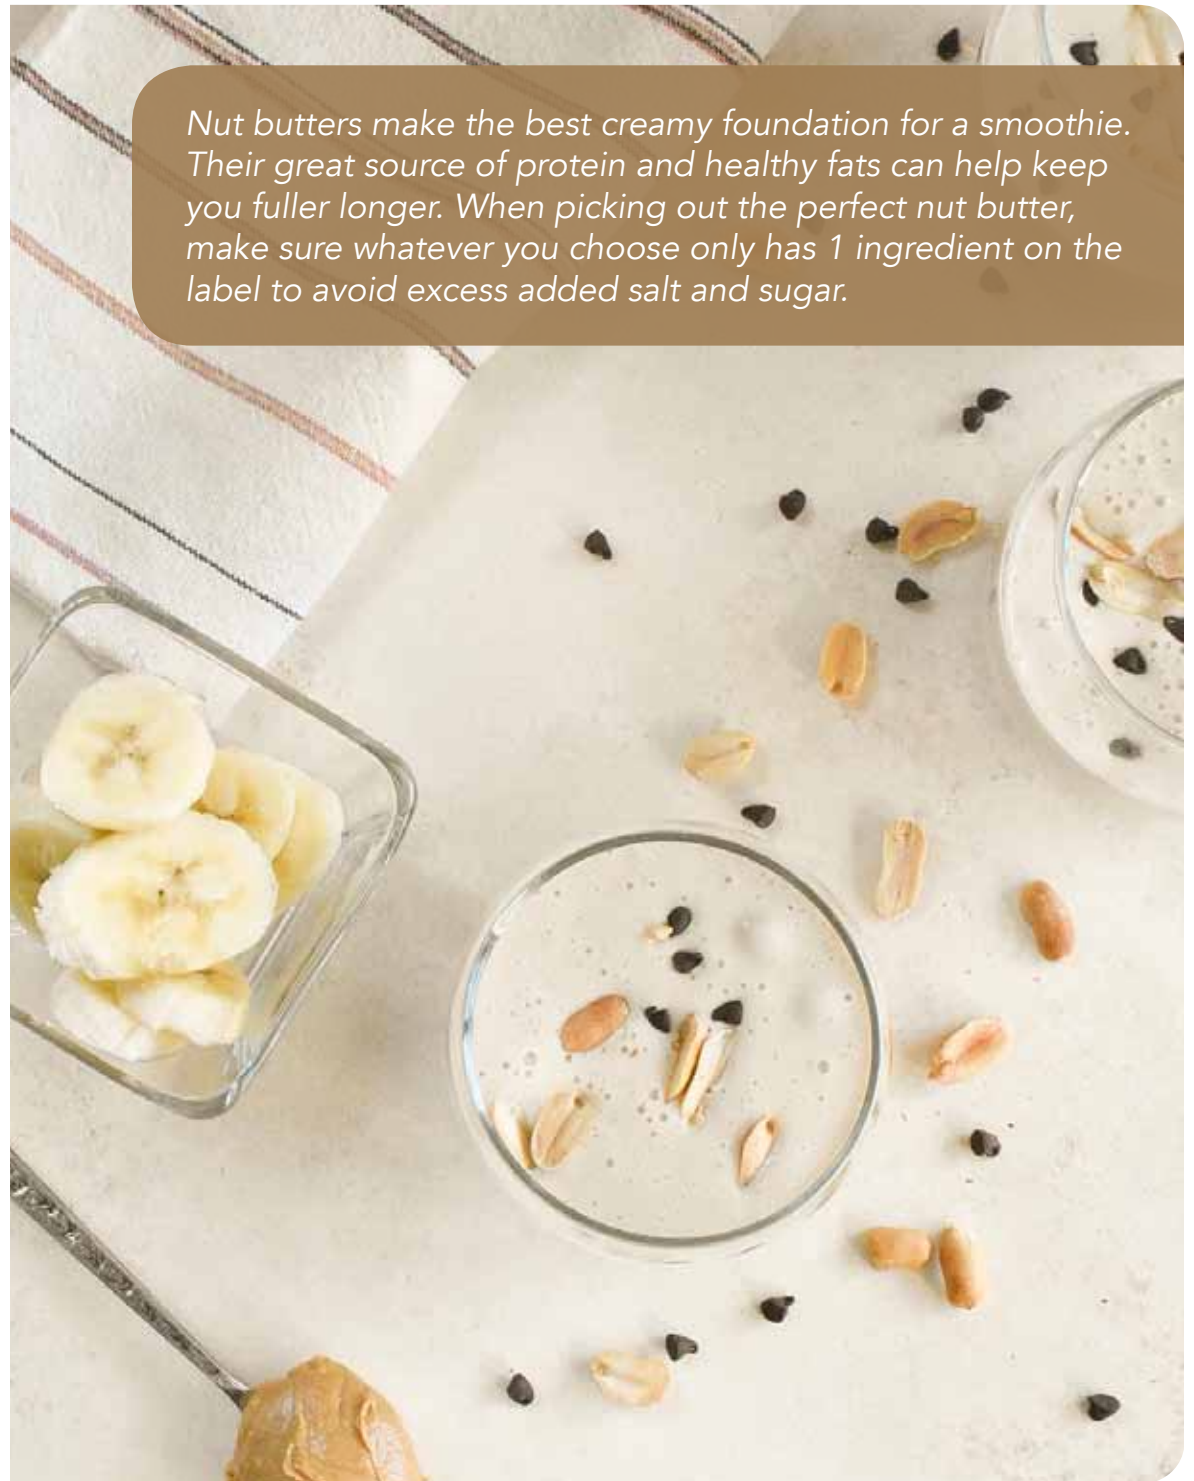 Nut butters make the best creamy foundation for a smoothie.
Their great source of protein and healthy fats can help keep
you fuller longer. When picking out the perfect nut butter,
make sure whatever you choose only has 1 ingredient on the
label to avoid excess added salt and sugar.